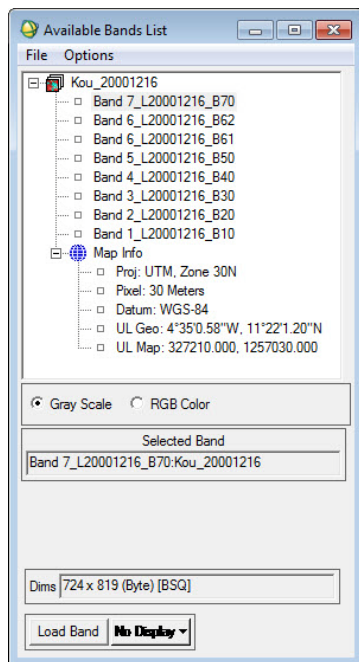 Available Bands List
File Options
Kou_20001216
Band 7_L20001216_B70
Band 6_L20001216_B62
Band 6_L20001216_B61
Band 5_L20001216_B50
Band 4_L20001216_B40
Band 3_L20001216_B30
Band 2_L20001216_B20
Band 1_L20001216_B10
Map Info
Proj: UTM, Zone 30N
Pixel: 30 Meters
Datum: WGS-84
UL Geo: 4°35'0.58"W, 11°22'1.20"N
UL Map: 327210.000, 1257030.000
Gray Scale RGB Color
Selected Band
Band 7_L20001216_B70:Kou_20001216
Dims 724 x 819 (Byte) [BSQ]
Load Band No Display